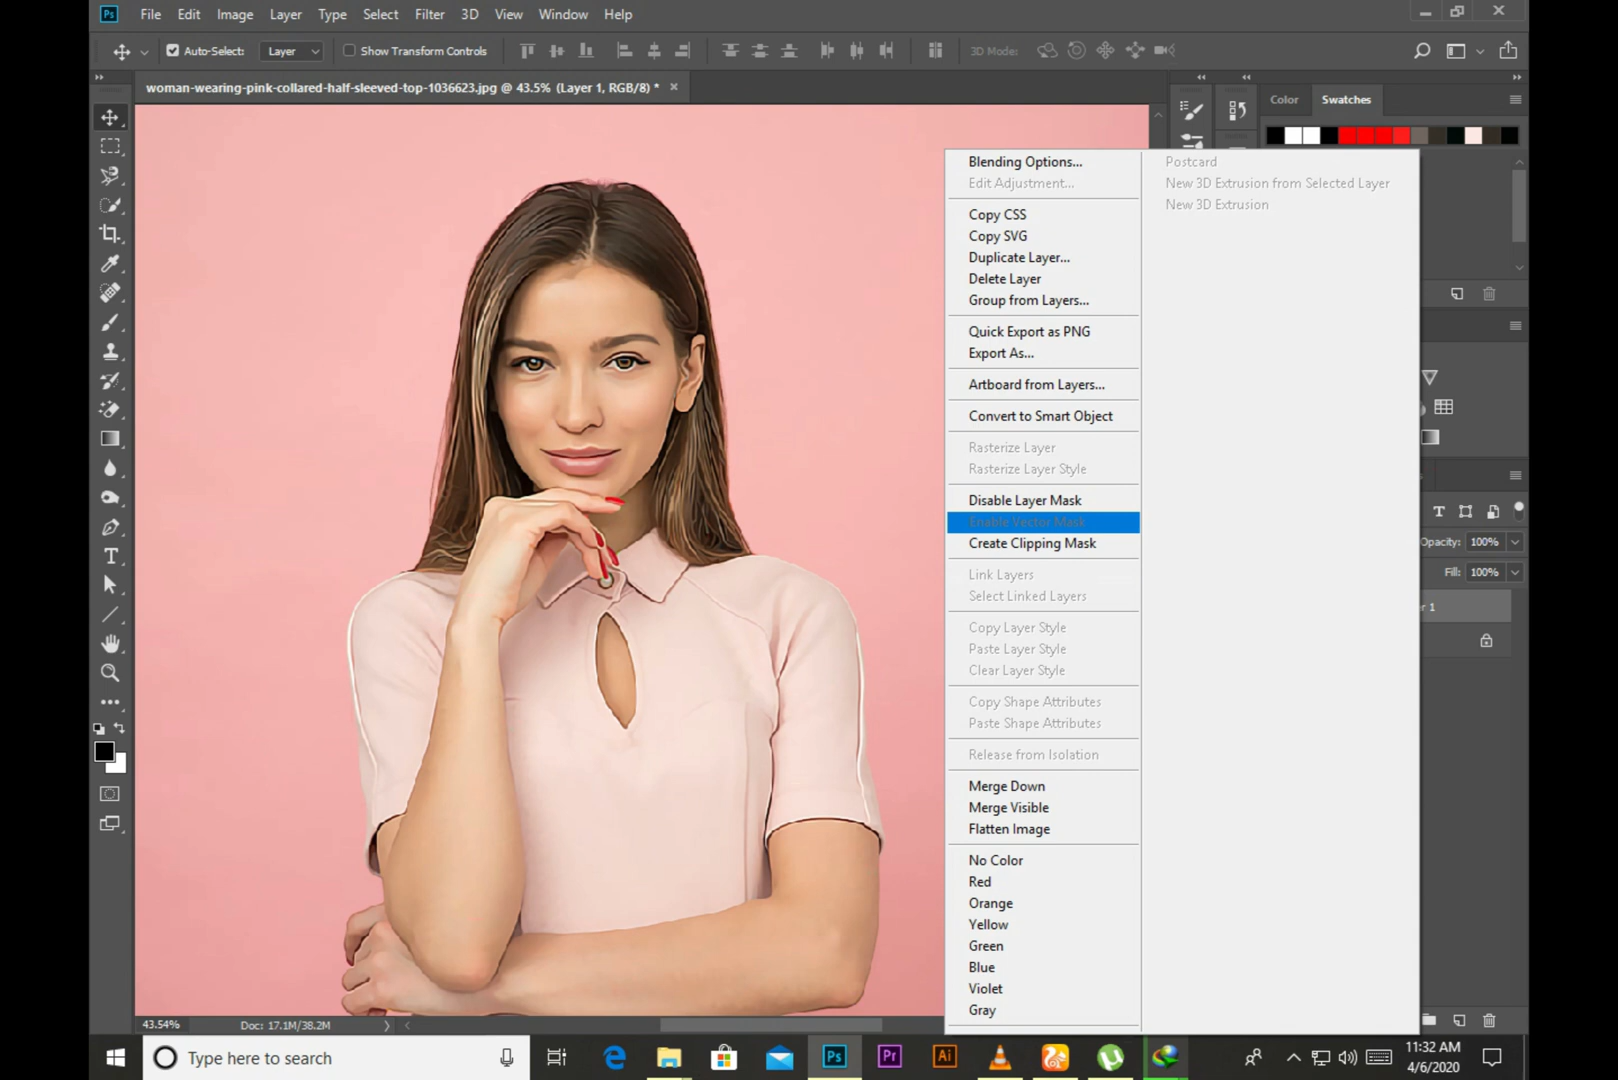 Ps File Edit Image Layer Type Select Filter 3D View Window Help
Auto-Select: Layer Show Transform Controls 3D Mode:
woman-wearing-pink-collared-half-sleeved-top-1036623.jpg @ 43.5% (Layer 1, RGB/8) *
Color Swatches
Blending Options...
Edit Adjustment...
Copy CSS
Copy SVG
Duplicate Layer...
Delete Layer
Group from Layers...
Quick Export as PNG
Export As...
Artboard from Layers...
Convert to Smart Object
Rasterize Layer
Rasterize Layer Style
Disable Layer Mask
Enable Vector Mask
Create Clipping Mask
Link Layers
Select Linked Layers
Copy Layer Style
Paste Layer Style
Clear Layer Style
Copy Shape Attributes
Paste Shape Attributes
Release from Isolation
Merge Down
Merge Visible
Flatten Image
No Color
Red
Orange
Yellow
Green
Blue
Violet
Gray
Postcard
New 3D Extrusion from Selected Layer
New 3D Extrusion
Opacity: 100%
Fill: 100%
1
43.54% Doc: 17.1M/38.2M
Type here to search
Ps Pr Ai
11:32 AM
4/6/2020